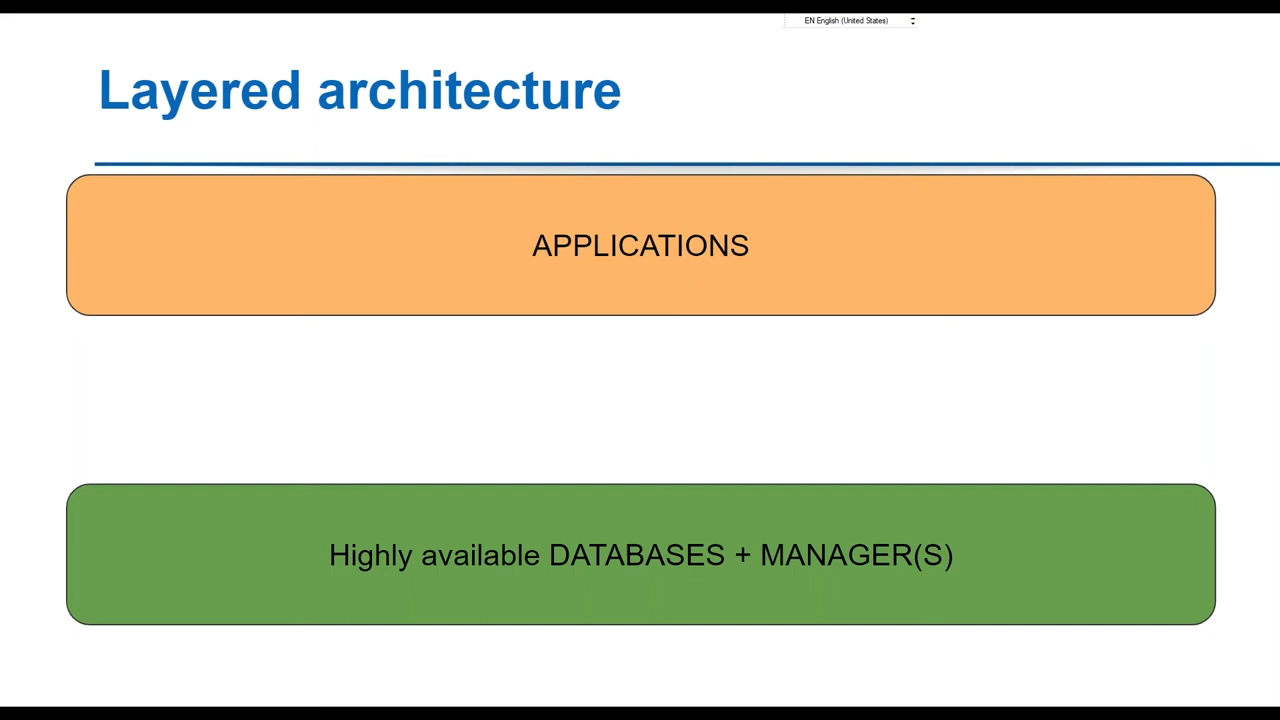 EN English (United States)
Layered architecture
APPLICATIONS
Highly available DATABASES + MANAGER(S)